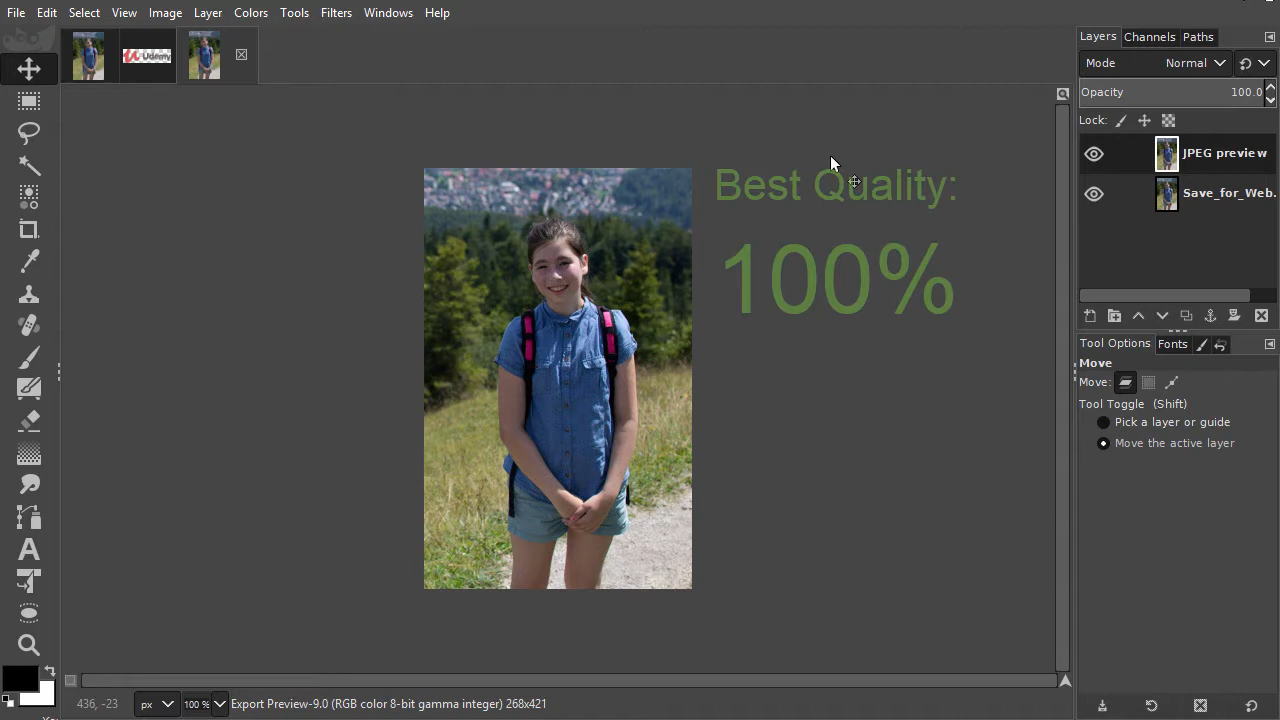 File Edit Select View Image Layer Colors Tools Filters Windows Help
Udemy
Layers Channels Paths
Mode Normal
Opacity 100.0
Lock:
JPEG preview
Save_for_Web.
Best Quality:
100%
Tool Options Fonts
Move
Move:
Tool Toggle (Shift)
Pick a layer or guide
Move the active layer
436, -23 px 100 % Export Preview-9.0 (RGB color 8-bit gamma integer) 268x421